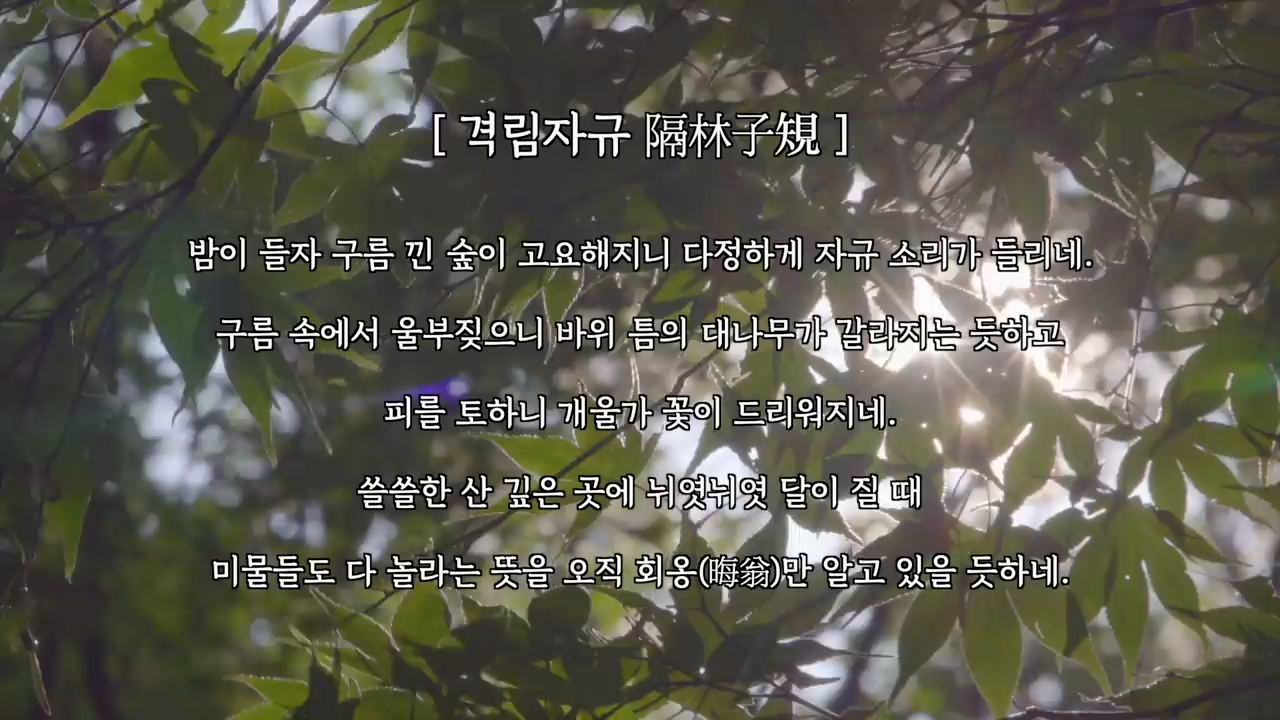 [ 격림자규 隔林子規 ]
밤이 들자 구름 낀 숲이 고요해지니 다정하게 자규 소리가 들리네.
구름 속에서 울부짖으니 바위 틈의 대나무가 갈라지는 듯하고
피를 토하니 개울가 꽃이 드리워지네.
쓸쓸한 산 깊은 곳에 뉘엿뉘엿 달이 질 때
미물들도 다 놀라는 뜻을 오직 회옹(晦翁)만 알고 있을 듯하네.